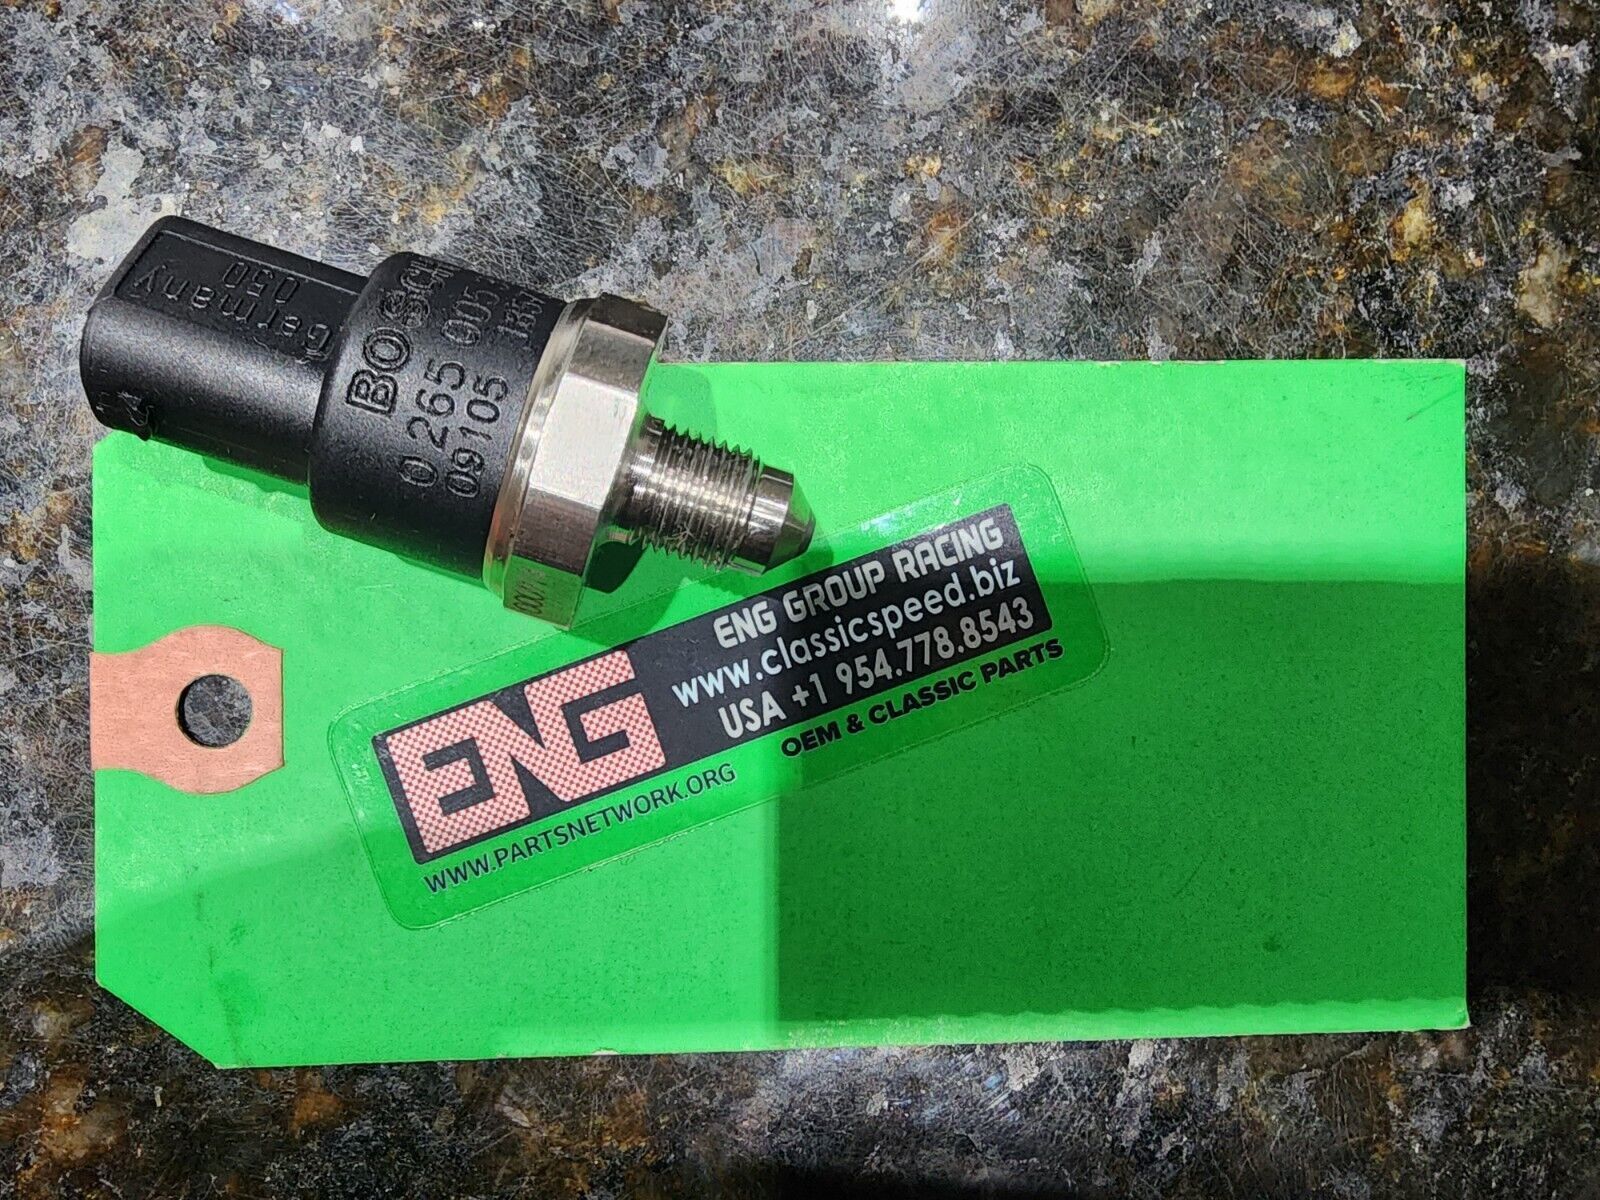 Germany
050
BOSCH
0 265 005
09105 185
ENG GROUP RACING
www.classicspeed.biz
USA +1 954.778.8543
OEM & CLASSIC PARTS
ENG
WWW.PARTSNETWORK.ORG